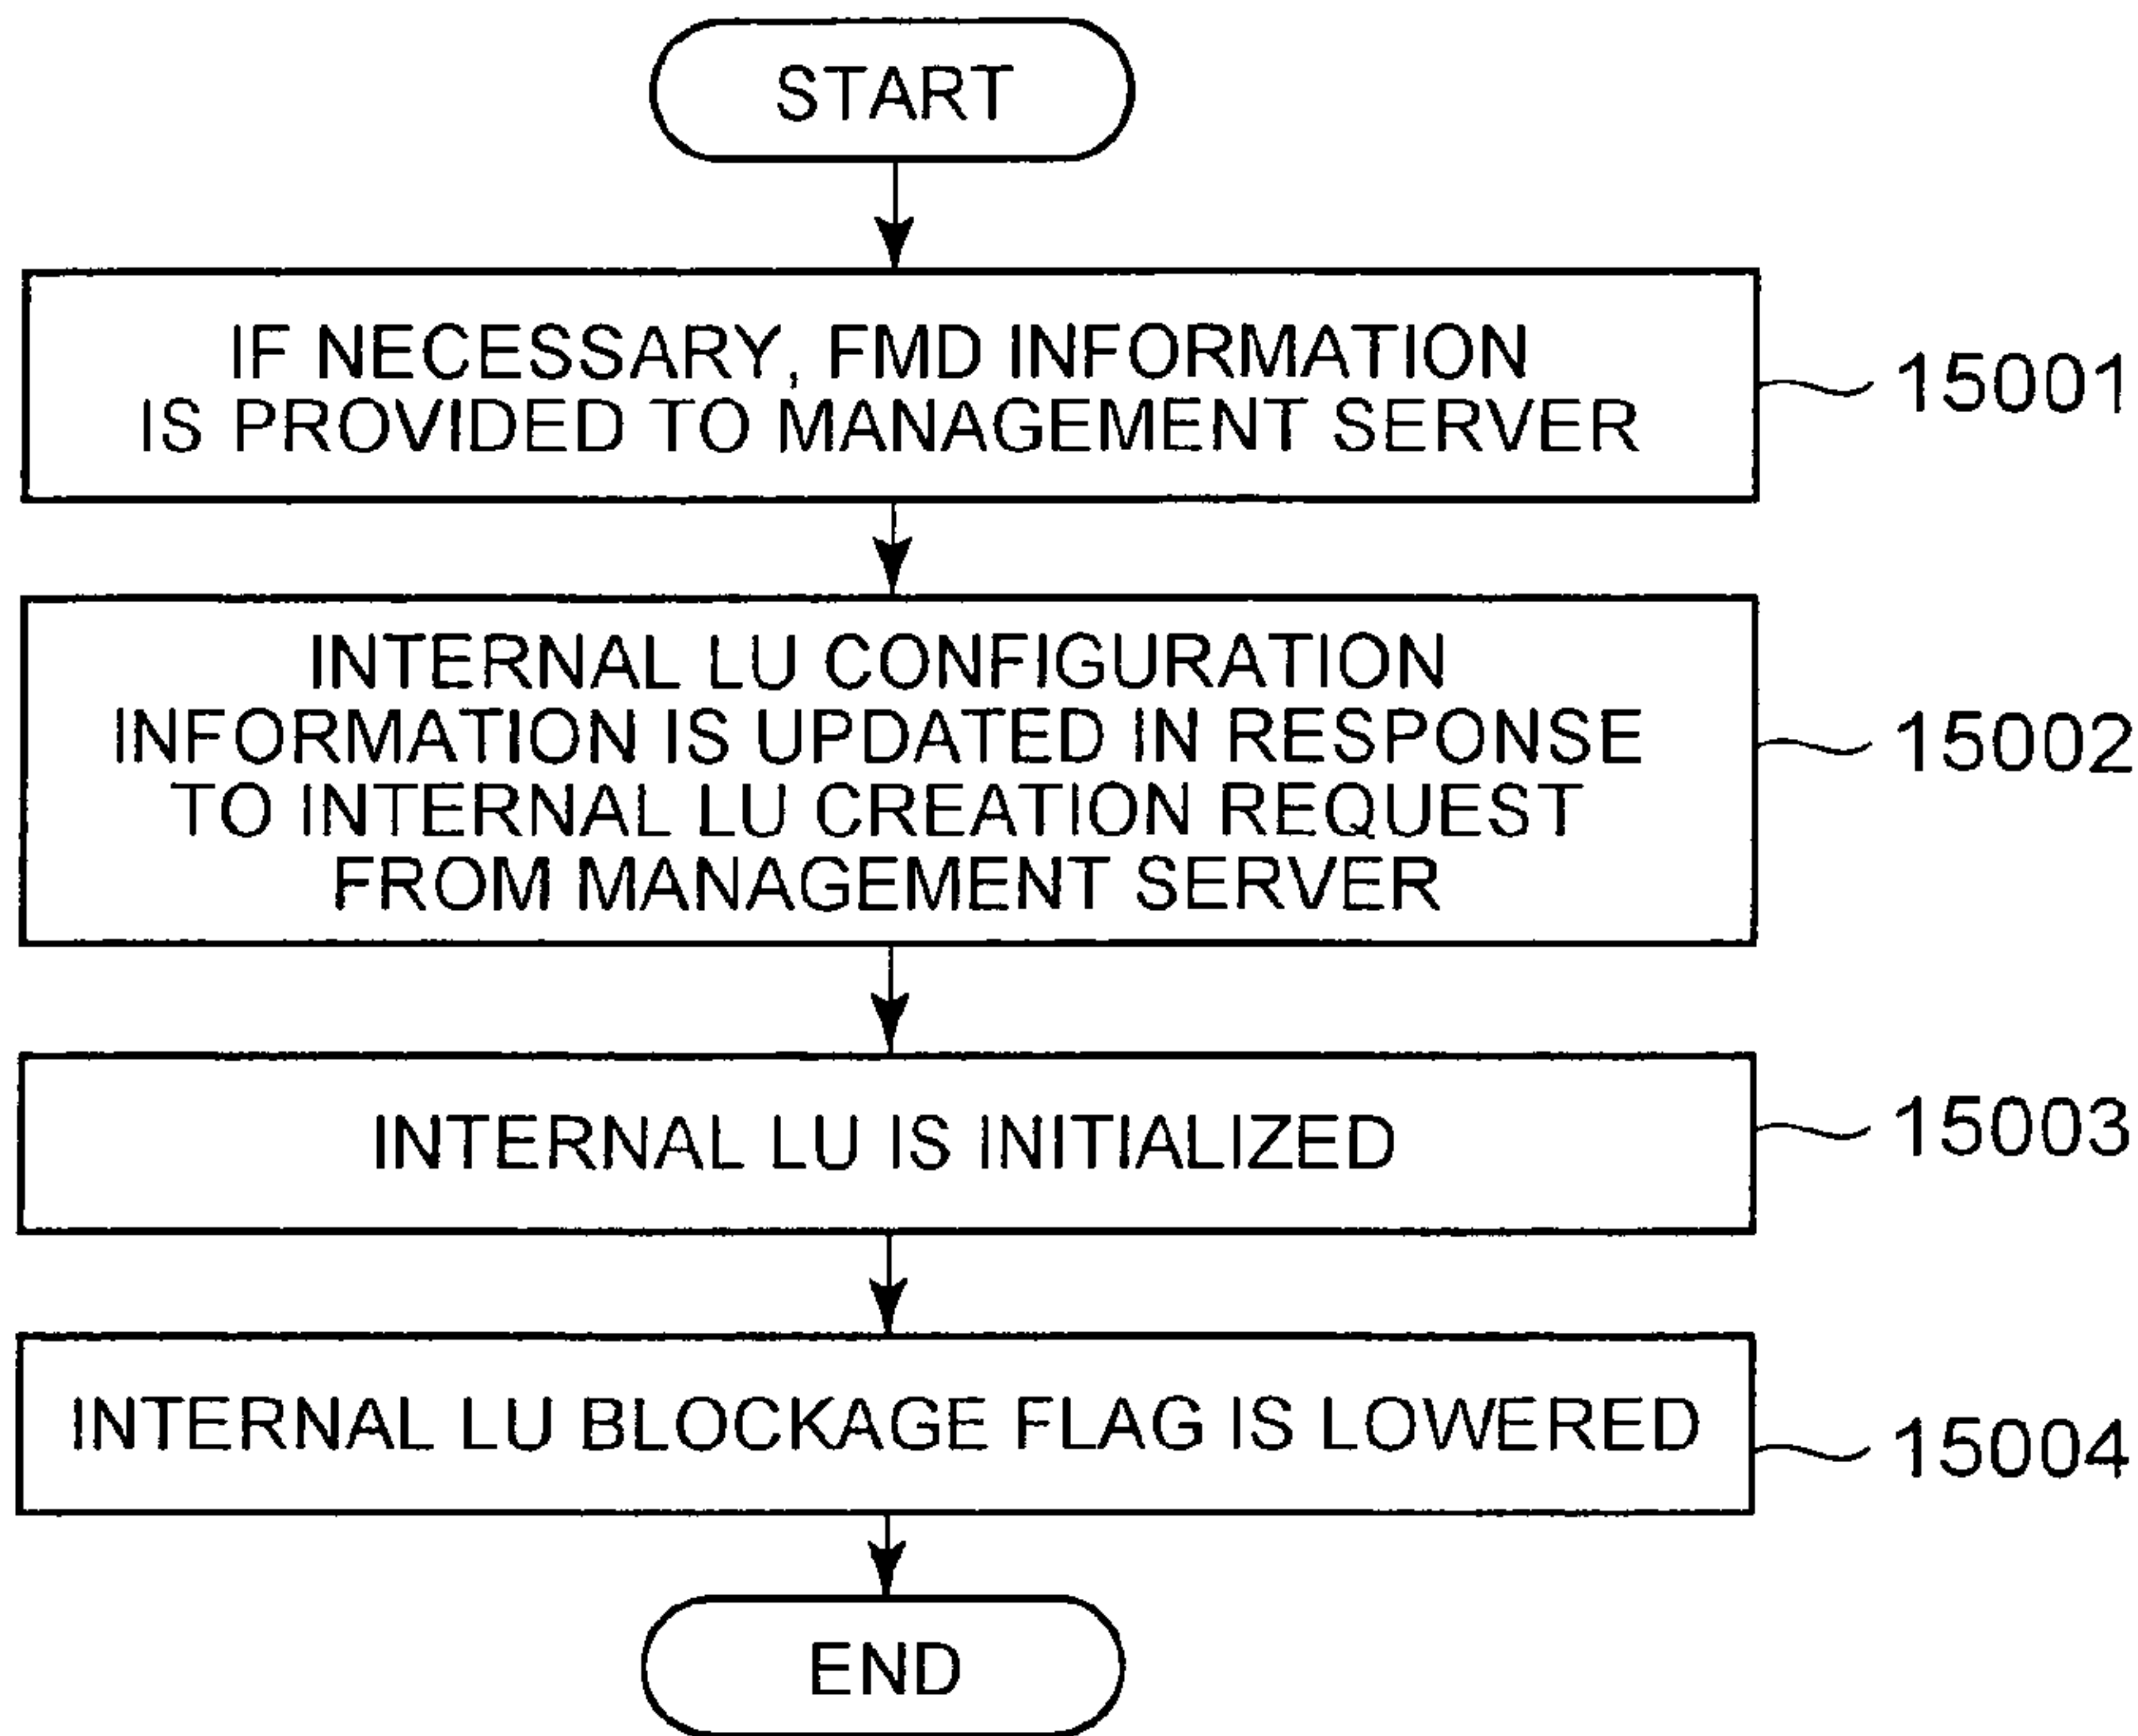 START
IF NECESSARY, FMD INFORMATION
IS PROVIDED TO MANAGEMENT SERVER
15001
INTERNAL LU CONFIGURATION
INFORMATION IS UPDATED IN RESPONSE
TO INTERNAL LU CREATION REQUEST
FROM MANAGEMENT SERVER
15002
INTERNAL LU IS INITIALIZED
15003
INTERNAL LU BLOCKAGE FLAG IS LOWERED
15004
END